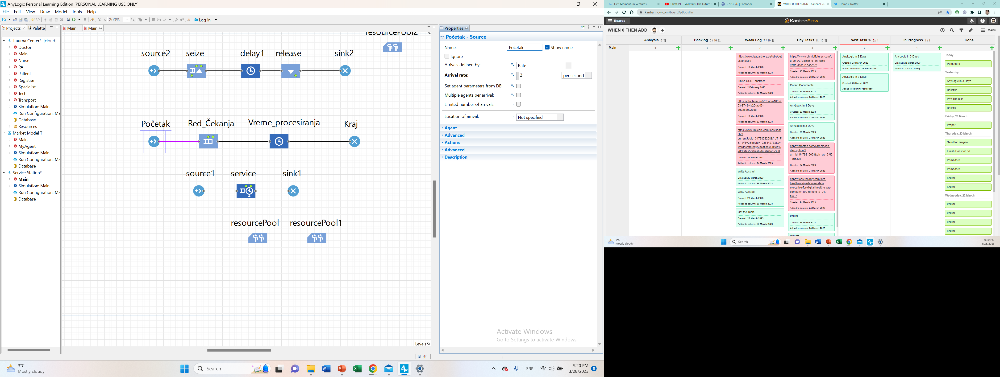 AnyLogic Personal Learning Edition [PERSONAL LEARNING USE ONLY]
File Edit View Draw Model Tools Help
200%
Log in
Projects
Palette
Trauma Center* [cloud]
Doctor
Main
Nurse
PA
Patient
Registrar
Specialist
Tech
Transport
Simulation: Main
Run Configuration: Ma
Database
Resources
Market Model T
Main
MyAgent
Simulation: Main
Run Configuration: Ma
Database
Service Station*
Main
Simulation: Main
Run Configuration: Ma
Database
Main
Main
resourcePool2
source2 seize delay1 release sink2
Početak Red_Čekanja Vreme_procesiranja Kraj
source1 service sink1
resourcePool resourcePool1
Levels
Properties
Početak - Source
Name: Početak Show name
Ignore
Arrivals defined by: Rate
Arrival rate: 2 per second
Set agent parameters from DB:
Multiple agents per arrival:
Limited number of arrivals:
Location of arrival: Not specified
Agent
Advanced
Actions
Advanced
Description
Activate Windows
Go to Settings to activate Windows.
3°C
Mostly cloudy
Search
SRP
9:20 PM
3/28/2023
8
First Momentum Ventures
ChatGPT + Wolfram: The Future
27:23 | Pomodor
WHEN 0 THEN ADD - KanbanFlo
Home / Twitter
kanbanflow.com/board/pBo8sHn
Boards
KanbanFlow
WHEN 0 THEN ADD
Menu
Analysis 0
Backlog 0 / 40
Week Log 7 / 10
Day Tasks 8 / 10
Next Task 2 / 1
In Progress 1 / 1
Done
Main
0
0
7
8
2
1
https://www.leapartners.de/jobs/det
ail/analyst/
Created: 10 March 2023
Added to column: 19 March 2023
Finish COST abstract
Created: 2 February 2023
Added to column: 19 March 2023
https://jobs.lever.co/VCLab/a16552
03-8748-4a20-abd3-
8e026dea2ded
Created: 13 March 2023
Added to column: 23 March 2023
https://www.linkedin.com/jobs/sear
ch/?
currentJobId=3479828208&f_JT=P
&f_WT=2&geoId=103644278&key
words=strategy&location=United%
20States&refresh=true&start=350
Created: 24 March 2023
Added to column: 24 March 2023
Write Abstract
Created: 26 March 2023
Added to column: 26 March 2023
Write Abstract
Created: 26 March 2023
Added to column: 26 March 2023
Get the Table
Created: 26 March 2023
Added to column: 26 March 2023
https://www.schmidtfutures.com/c
areers/c7d8f5b5-e136-4a59-
9d9a-31e101e4c252/
Created: 13 March 2023
Added to column: 24 March 2023
Corect Documents
Created: 24 March 2023
Added to column: 26 March 2023
AnyLogic in 3 Days
Created: 23 March 2023
Added to column: 23 March 2023
AnyLogic in 3 Days
Created: 23 March 2023
Added to column: 23 March 2023
https://arootah.com/careers/job-
description/?
gh_jid=5479815003&gh_src=3f62
13d63us
Created: 24 March 2023
Added to column: 24 March 2023
https://jobs.recooty.com/lara-
health-inc-/part-time-sales-
executive-for-digital-health-saas-
company-100-remote-la104?
tk=37
Created: 24 March 2023
Added to column: 24 March 2023
KNIME
Created: 26 March 2023
Added to column: 26 March 2023
AnyLogic in 3 Days
Created: 23 March 2023
Added to column: 26 March 2023
AnyLogic in 3 Days
Created: 23 March 2023
Added to column: Yesterday
AnyLogic in 3 Days
Created: 23 March 2023
Added to column: Today
Today
Pomadoro
Yesterday
AnyLogic in 3 Days
Balistixs
Pay The bills
Balistix
Friday, 24 March
Proper
Thursday, 23 March
Send to Danijela
Finish Docs for IVI
Pomadoro
Pomadoro
KNIME
KNIME
Wednesday, 22 March
KNIME
KNIME
KNIME
KNIME
3°C
Mostly cloudy
Search
9:20 PM
3/28/2023